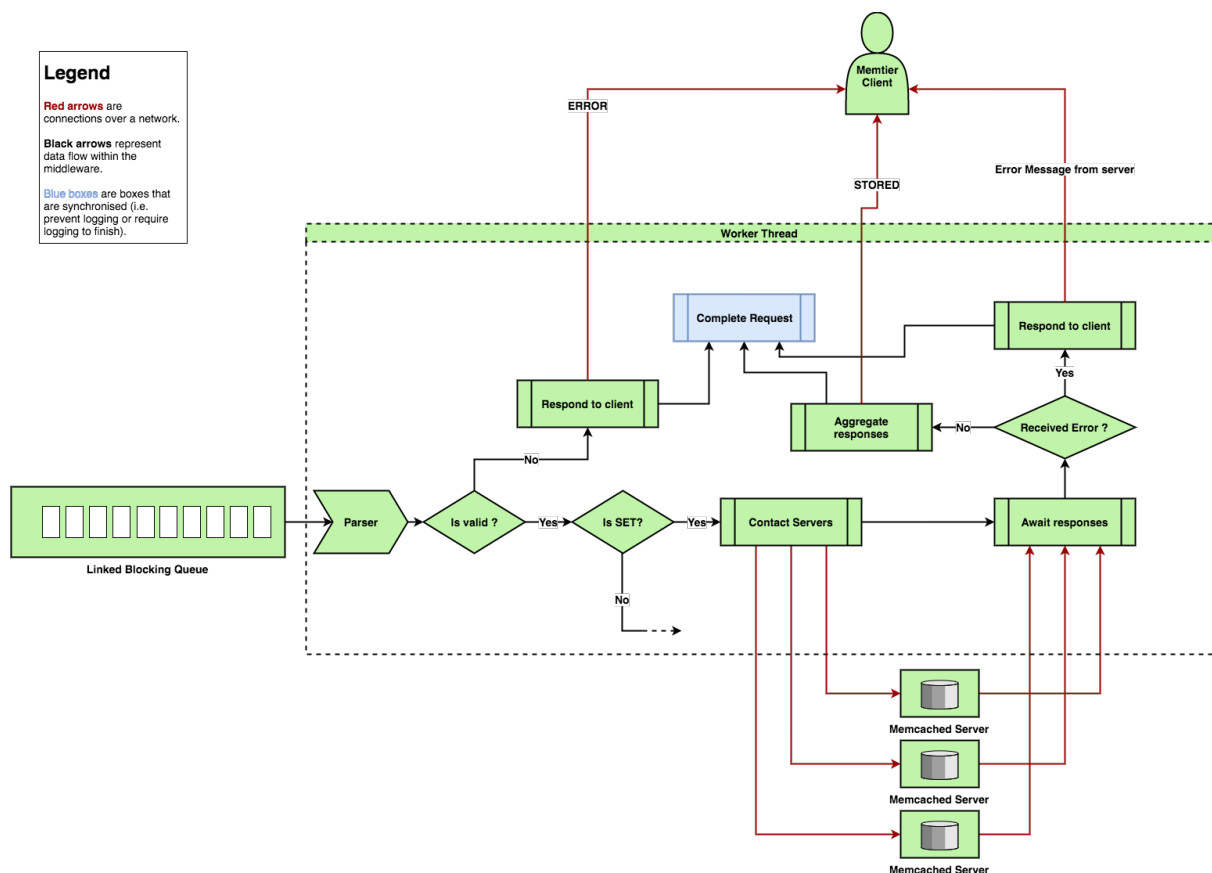 Memtier
Client
Legend
Red arrows are
connections over a network.
Black arrows represent
data flow within the
middleware.
Blue boxes are boxes that
are synchronised (i.e.
prevent logging or require
logging to finish).
ERROR
STORED
Error Message from server
Worker Thread
Complete Request
Respond to client
Yes
Respond to client
Aggregate
responses
No
Received Error ?
No
Parser
Is valid ?
Yes
Is SET?
Yes
Contact Servers
Await responses
Linked Blocking Queue
No
Memcached Server
Memcached Server
Memcached Server